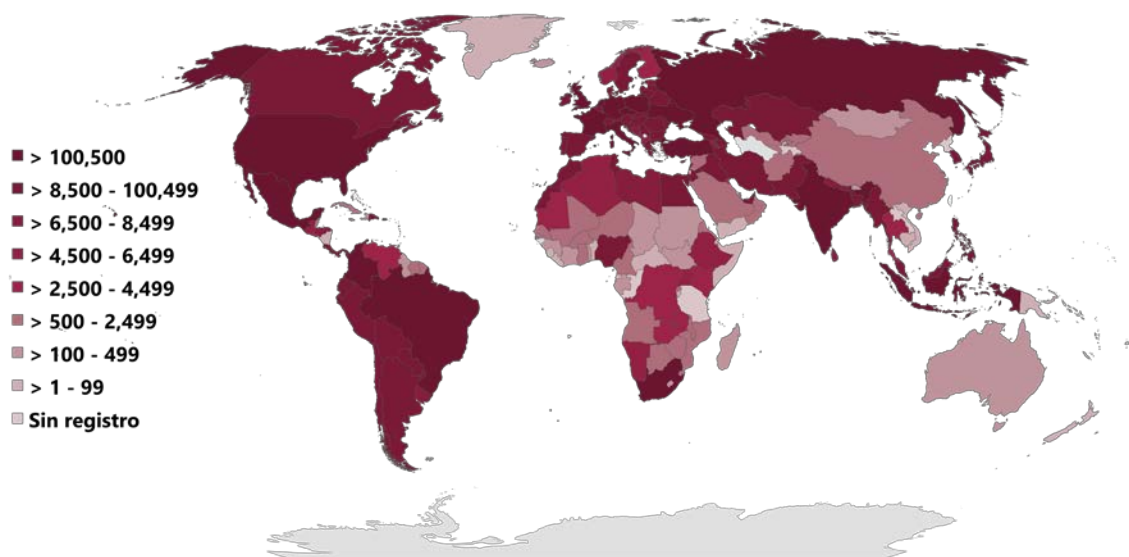 > 100,500
> 8,500 - 100,499
> 6,500 - 8,499
> 4,500 - 6,499
> 2,500 - 4,499
> 500 - 2,499
> 100 - 499
> 1 - 99
Sin registro